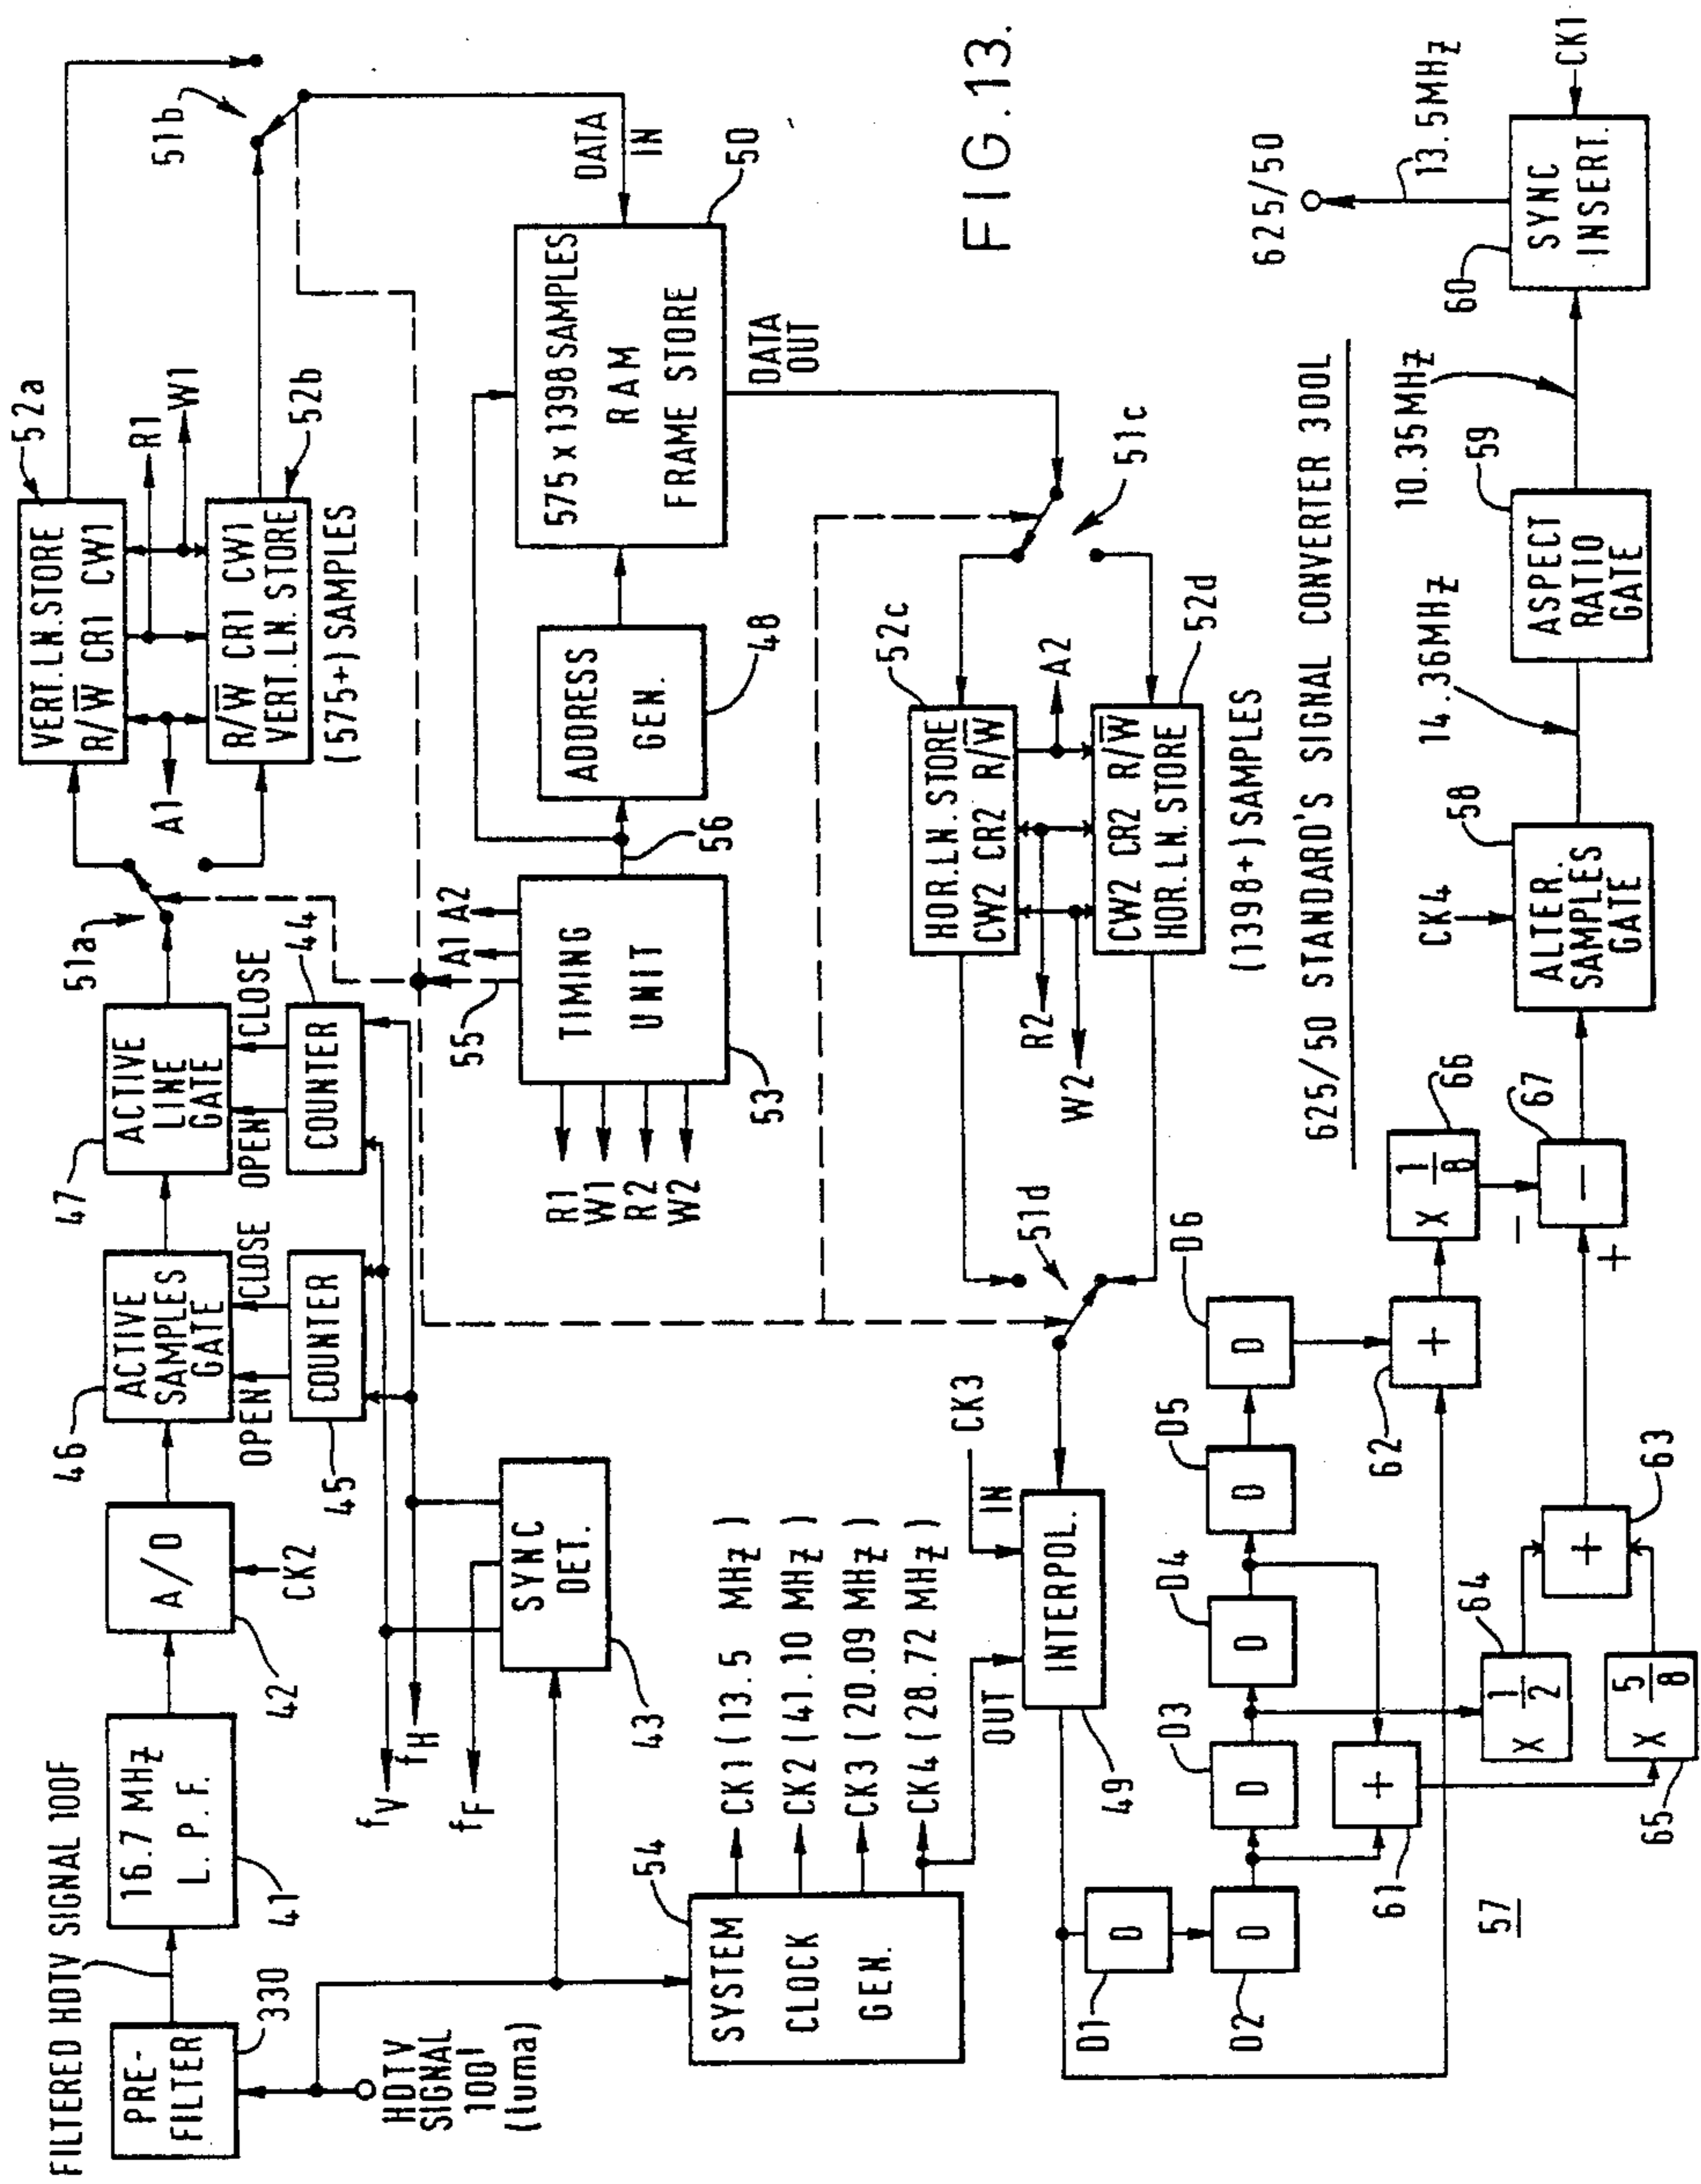 FILTERED HDTV SIGNAL 100F
PRE-
FILTER
330
HDTV
SIGNAL
100'
(luma)
16.7 MHz
L.P.F.
41
A/D
42
CK2
46
ACTIVE
SAMPLES
GATE
OPEN
CLOSE
COUNTER
45
47
ACTIVE
LINE
GATE
OPEN
CLOSE
COUNTER
44
51a
A1
52a
VERT.LN.STORE
R/W CR1 CW1
R1
W1
R/W CR1 CW1
VERT.LN.STORE
52b
(575+) SAMPLES
51b
fV
fH
fF
SYNC
DET.
43
55
A1
A2
TIMING
UNIT
53
R1
W1
R2
W2
56
ADDRESS
GEN.
48
575 x 1398 SAMPLES
RAM
FRAME STORE
50
DATA
IN
DATA
OUT
54
SYSTEM
CLOCK
GEN.
CK1 (13.5 MHz)
CK2 (41.10 MHz)
CK3 (20.09 MHz)
CK4 (28.72 MHz)
OUT
IN
CK3
INTERPOL.
49
51d
51c
52c
HOR.LN.STORE
CW2 CR2 R/W
R2
W2
A2
CW2 CR2 R/W
HOR.LN.STORE
52d
(1398+) SAMPLES
FIG.13.
D1
D
D2
D
D3
D
D4
D
D5
D
D6
D
61
+
62
+
57
64
X 1/2
65
X 5/8
63
+
66
X 1/8
67
−
−
+
625/50 STANDARD'S SIGNAL CONVERTER 300L
CK4
58
ALTER.
SAMPLES
GATE
14.36MHz
59
ASPECT
RATIO
GATE
10.35MHz
60
SYNC
INSERT.
625/50
13.5MHz
CK1